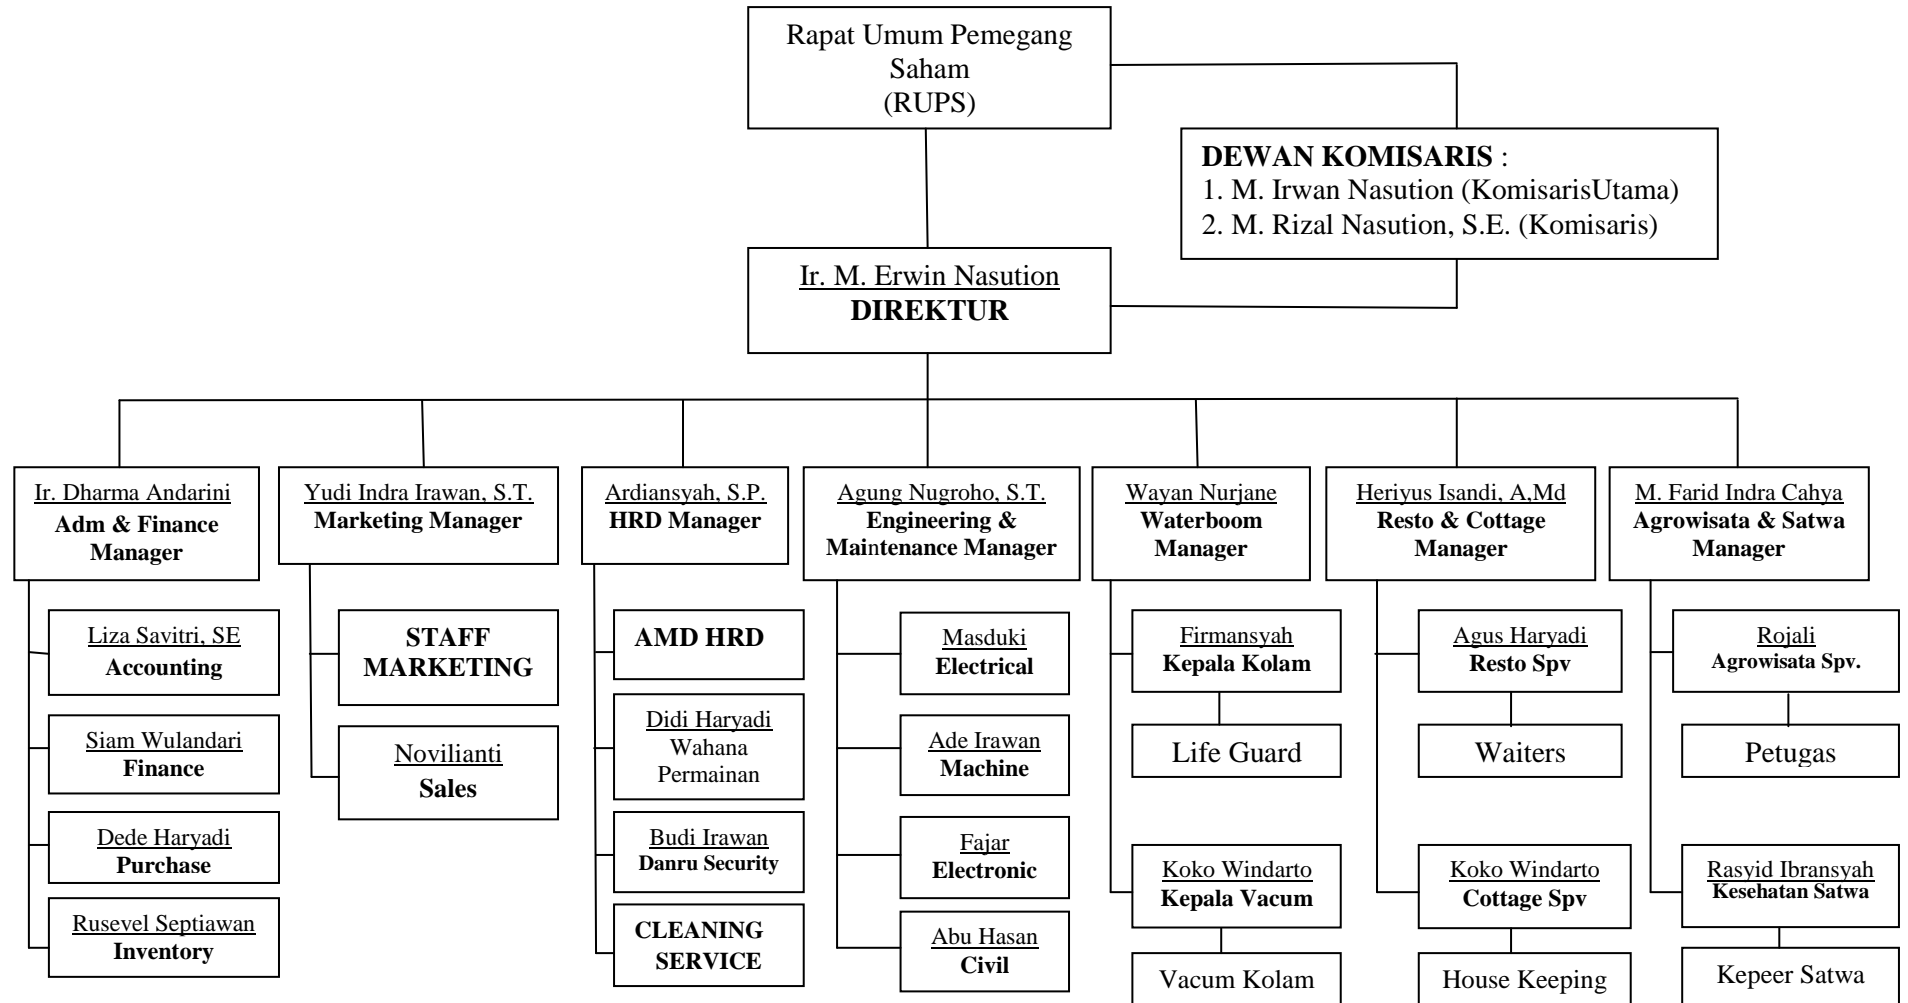 Rapat Umum Pemegang
Saham
(RUPS)
DEWAN KOMISARIS :
1. M. Irwan Nasution (KomisarisUtama)
2. M. Rizal Nasution, S.E. (Komisaris)
Ir. M. Erwin Nasution
DIREKTUR
Ir. Dharma Andarini
Adm & Finance
Manager
Yudi Indra Irawan, S.T.
Marketing Manager
Ardiansyah, S.P.
HRD Manager
Agung Nugroho, S.T.
Engineering &
Maintenance Manager
Wayan Nurjane
Waterboom
Manager
Heriyus Isandi, A,Md
Resto & Cottage
Manager
M. Farid Indra Cahya
Agrowisata & Satwa
Manager
Liza Savitri, SE
Accounting
Siam Wulandari
Finance
Dede Haryadi
Purchase
Rusevel Septiawan
Inventory
STAFF
MARKETING
Novilianti
Sales
AMD HRD
Didi Haryadi
Wahana
Permainan
Budi Irawan
Danru Security
CLEANING
SERVICE
Masduki
Electrical
Ade Irawan
Machine
Fajar
Electronic
Abu Hasan
Civil
Firmansyah
Kepala Kolam
Life Guard
Koko Windarto
Kepala Vacum
Vacum Kolam
Agus Haryadi
Resto Spv
Waiters
Koko Windarto
Cottage Spv
House Keeping
Rojali
Agrowisata Spv.
Petugas
Rasyid Ibransyah
Kesehatan Satwa
Kepeer Satwa